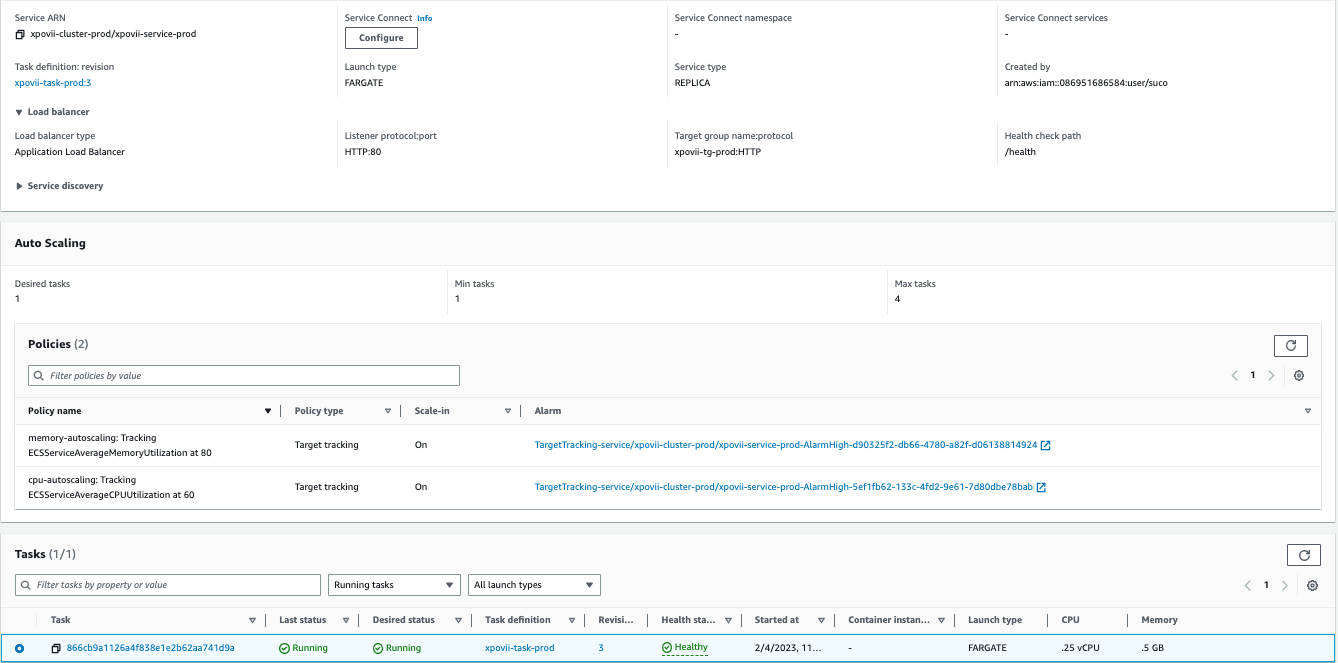 Service ARN
xpovii-cluster-prod/xpovii-service-prod
Service Connect Info
Configure
Service Connect namespace
-
Service Connect services
-
Task definition: revision
xpovii-task-prod:3
Launch type
FARGATE
Service type
REPLICA
Created by
arn:aws:iam::086951686584:user/suco
Load balancer
Load balancer type
Application Load Balancer
Listener protocol:port
HTTP:80
Target group name:protocol
xpovii-tg-prod:HTTP
Health check path
/health
Service discovery
Auto Scaling
Desired tasks
1
Min tasks
1
Max tasks
4
Policies (2)
Filter policies by value
1
Policy name Policy type Scale-in Alarm
memory-autoscaling: Tracking
ECSServiceAverageMemoryUtilization at 80
Target tracking
On
TargetTracking-service/xpovii-cluster-prod/xpovii-service-prod-AlarmHigh-d90325f2-db66-4780-a82f-d06138814924
cpu-autoscaling: Tracking
ECSServiceAverageCPUUtilization at 60
Target tracking
On
TargetTracking-service/xpovii-cluster-prod/xpovii-service-prod-AlarmHigh-5ef1fb62-133c-4fd2-9e61-7d80dbe78bab
Tasks (1/1)
Filter tasks by property or value
Running tasks
All launch types
1
Task Last status Desired status Task definition Revisi... Health sta... Started at Container instan... Launch type CPU Memory
866cb9a1126a4f838e1e2b62aa741d9a Running Running xpovii-task-prod 3 Healthy 2/4/2023, 11... - FARGATE .25 vCPU .5 GB